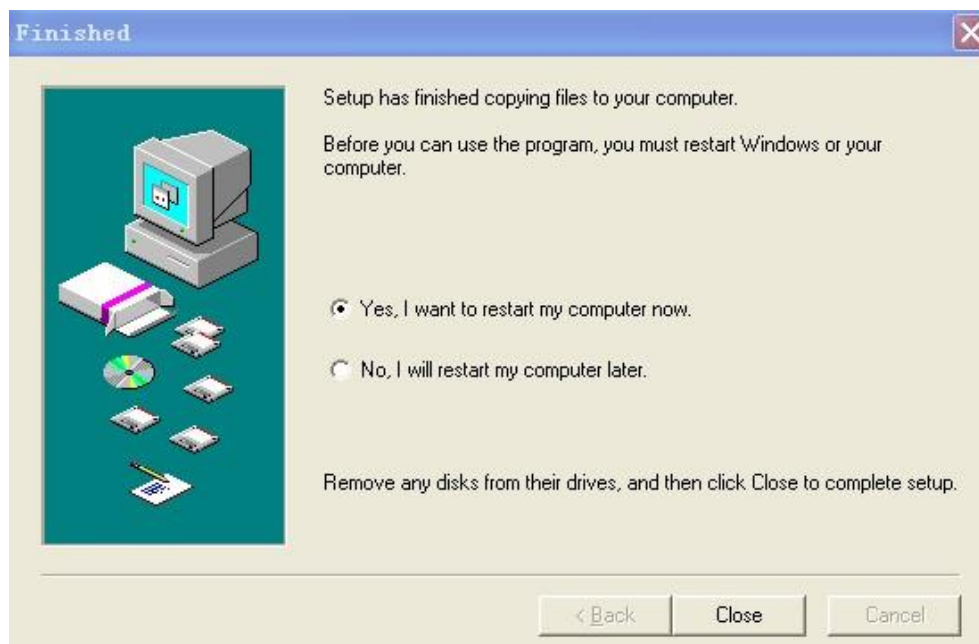 Finished
Setup has finished copying files to your computer.
Before you can use the program, you must restart Windows or your
computer.
Yes, I want to restart my computer now.
No, I will restart my computer later.
Remove any disks from their drives, and then click Close to complete setup.
< Back Close Cancel